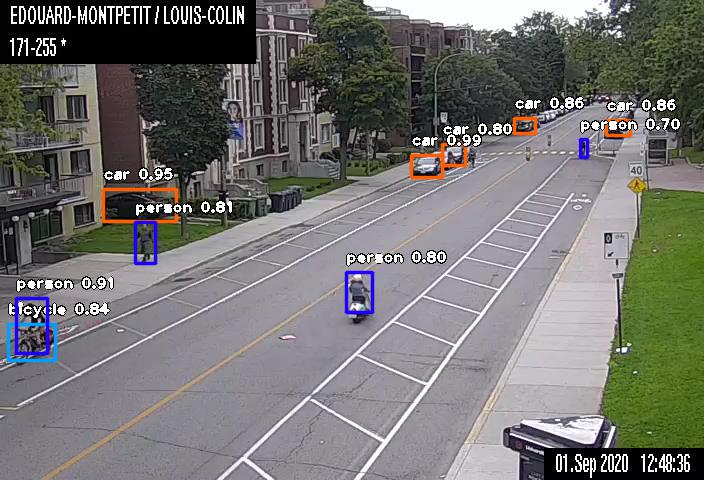 EDOUARD-MONTPETIT / LOUIS-COLIN
171-255 *
car 0.86
car 0.86
car 0.80
person 0.70
car 0.99
40
car 0.95
person 0.81
person 0.80
person 0.91
bicycle 0.84
01.Sep 2020 12:48:36